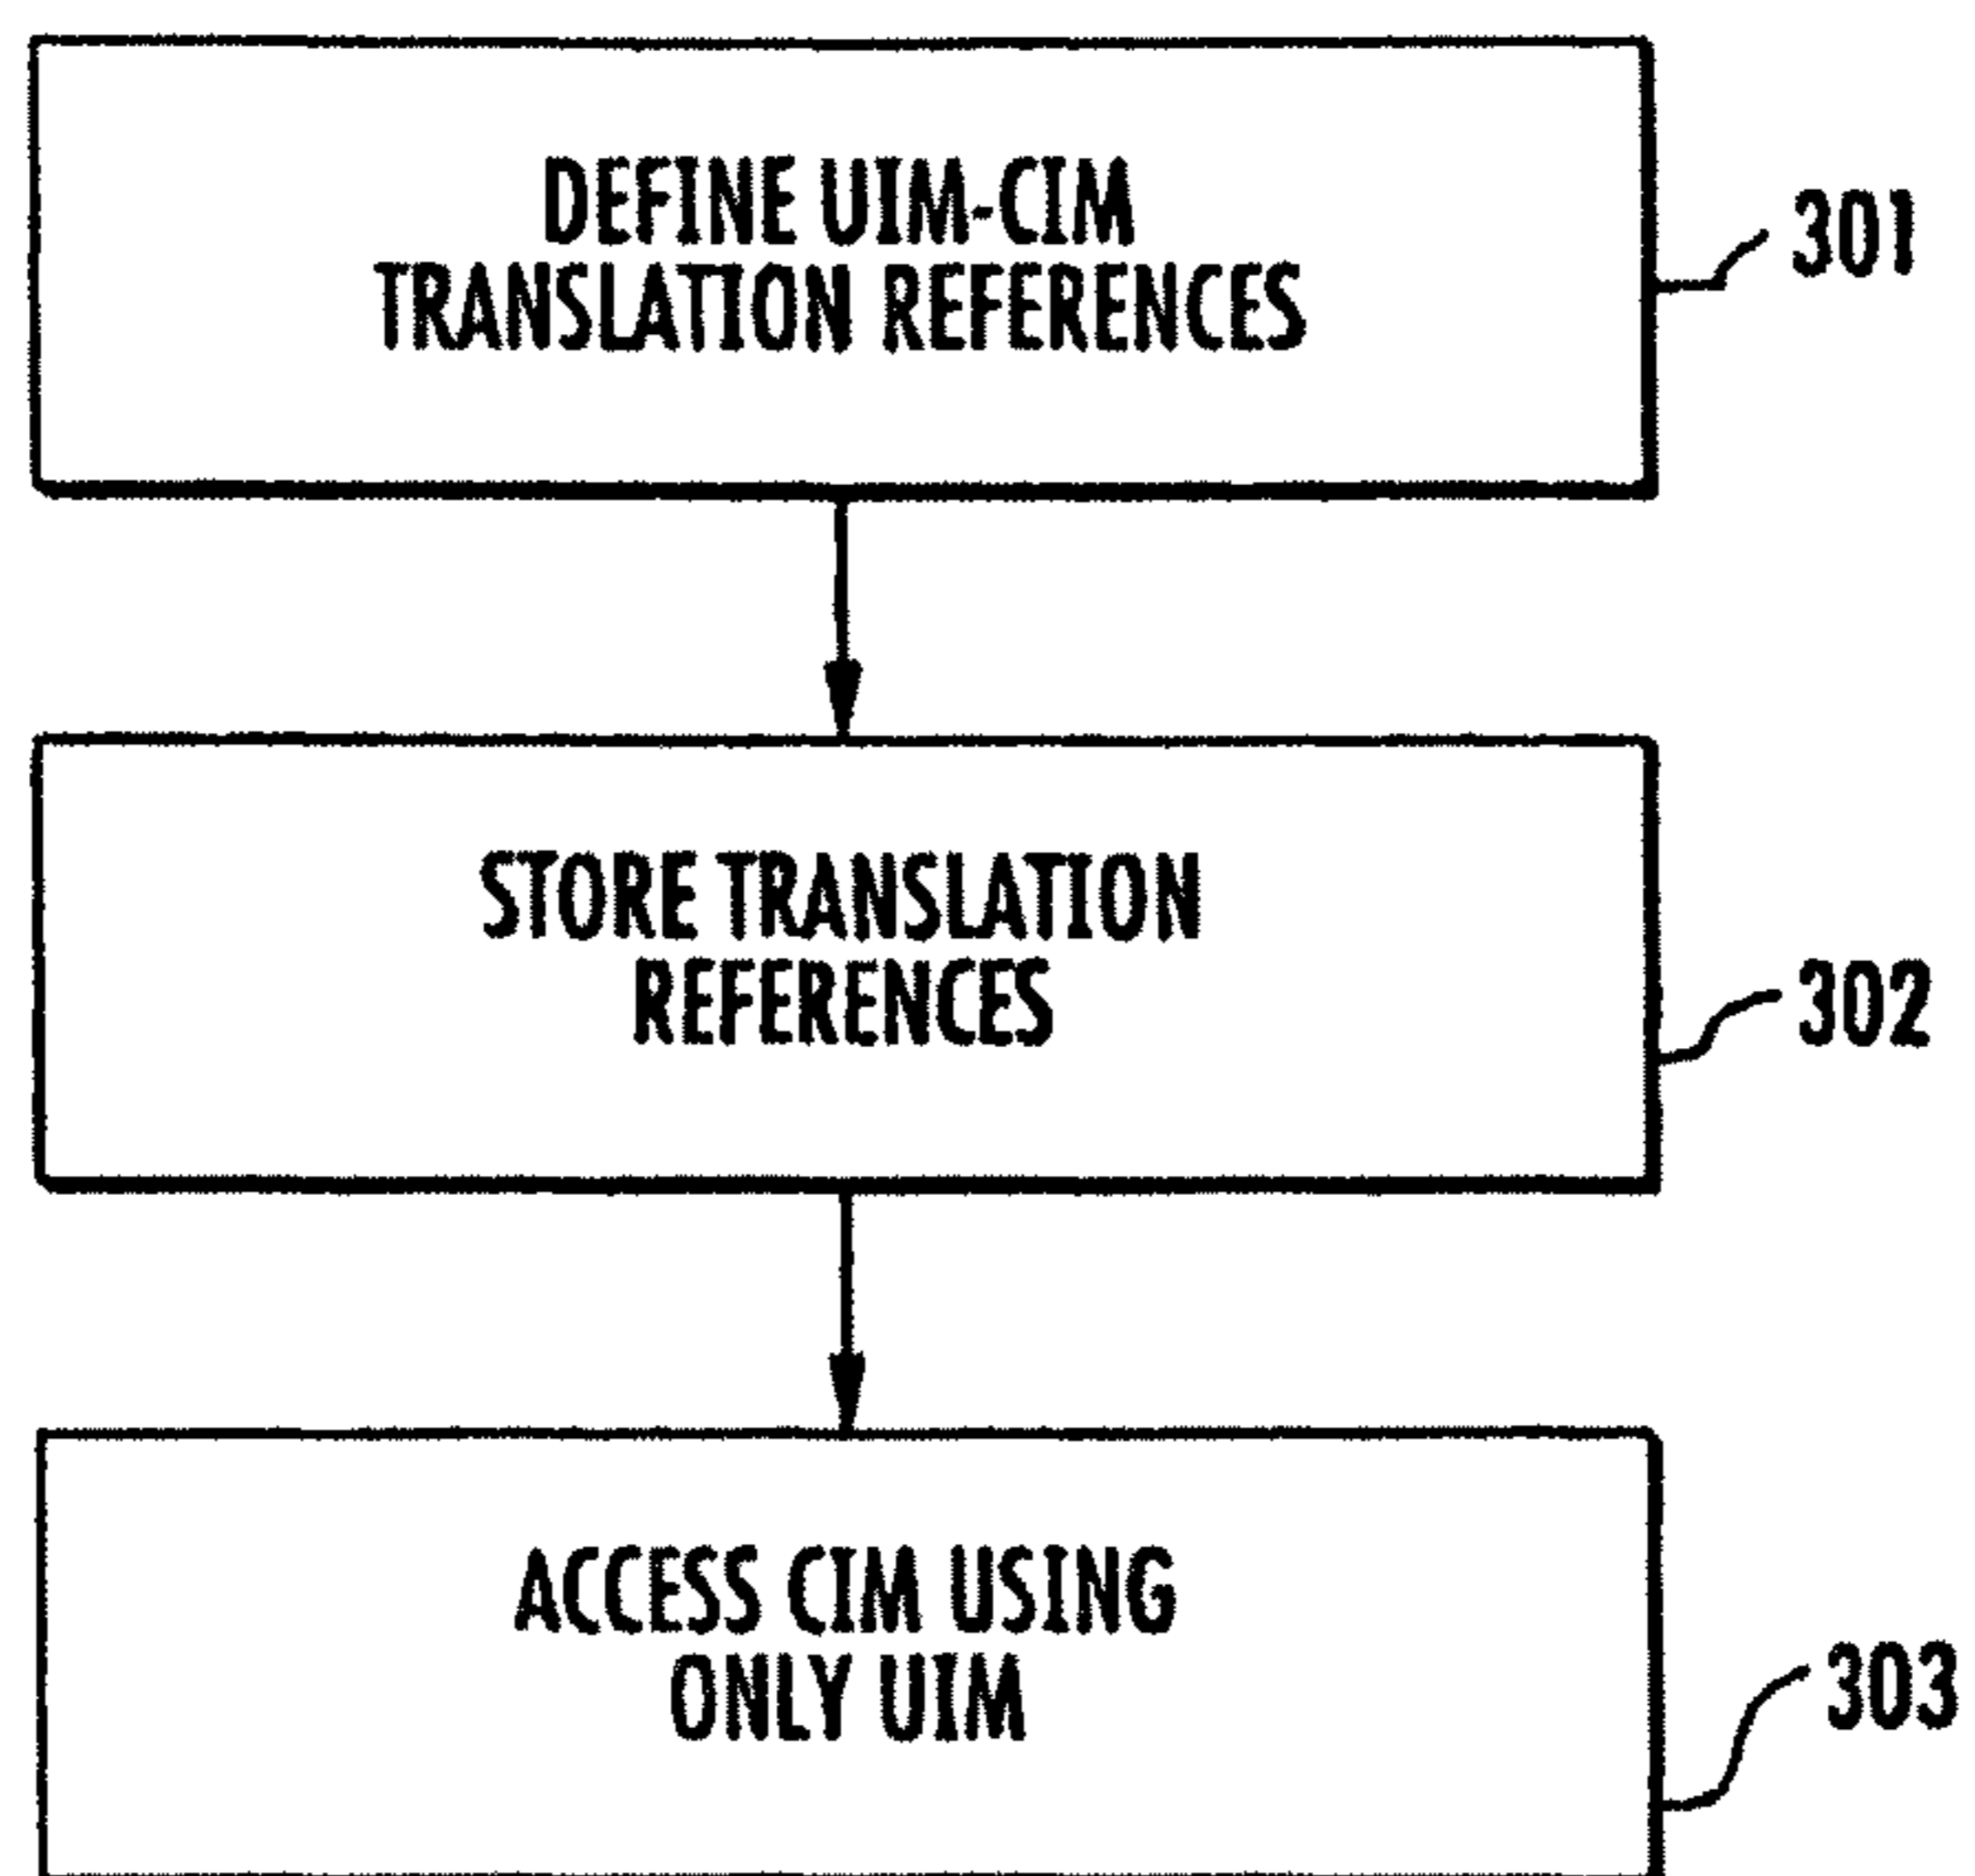 DEFINE UIM-CIM
TRANSLATION REFERENCES
301
STORE TRANSLATION
REFERENCES
302
ACCESS CIM USING
ONLY UIM
303